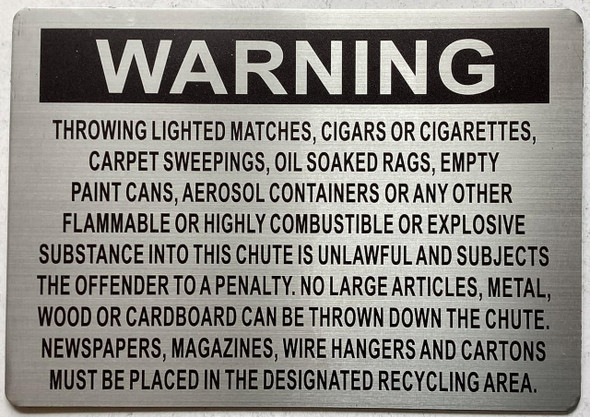 WARNING
THROWING LIGHTED MATCHES, CIGARS OR CIGARETTES,
CARPET SWEEPINGS, OIL SOAKED RAGS, EMPTY
PAINT CANS, AEROSOL CONTAINERS OR ANY OTHER
FLAMMABLE OR HIGHLY COMBUSTIBLE OR EXPLOSIVE
SUBSTANCE INTO THIS CHUTE IS UNLAWFUL AND SUBJECTS
THE OFFENDER TO A PENALTY. NO LARGE ARTICLES, METAL,
WOOD OR CARDBOARD CAN BE THROWN DOWN THE CHUTE.
NEWSPAPERS, MAGAZINES, WIRE HANGERS AND CARTONS
MUST BE PLACED IN THE DESIGNATED RECYCLING AREA.